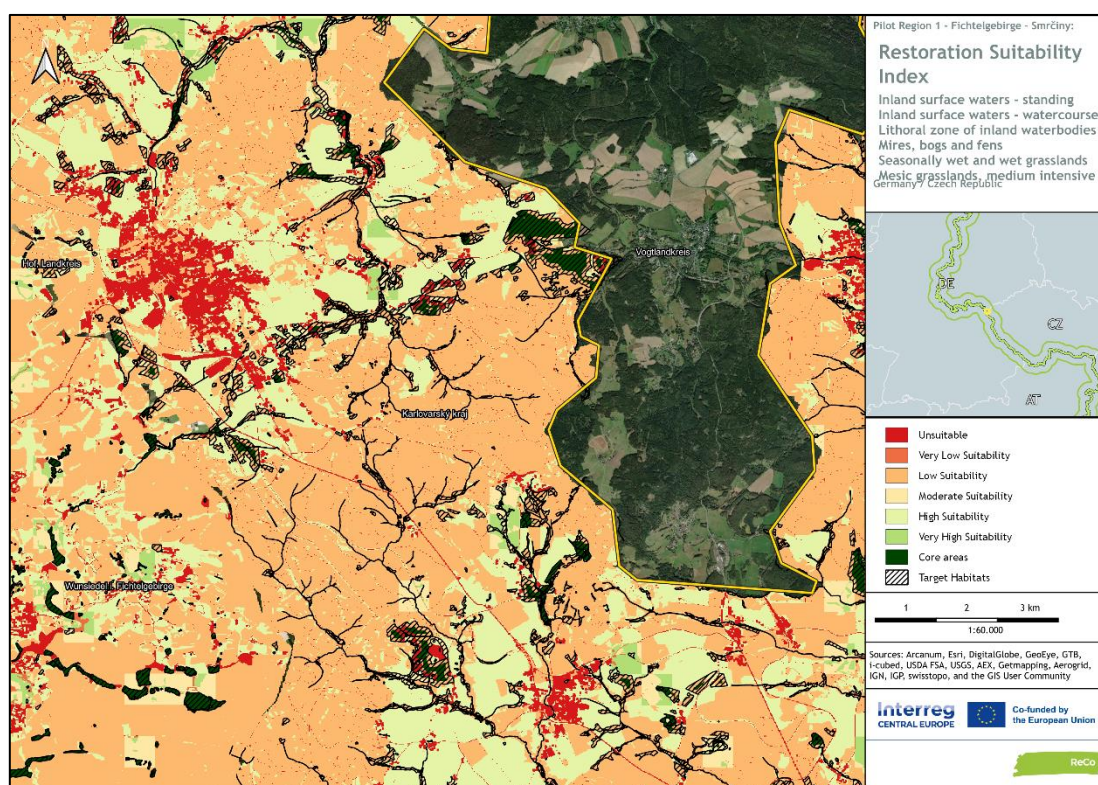 Pilot Region 1 - Fichtelgebirge - Smrčiny:
Restoration Suitability
Index
Inland surface waters - standing
Inland surface waters - watercourse
Lithoral zone of inland waterbodies
Mires, bogs and fens
Seasonally wet and wet grasslands
Mesic grasslands, medium intensive
Germany / Czech Republic
Hof, Landkreis
Vogtlandkreis
Karlovarský kraj
Wunsiedel i. Fichtelgebirge
DE
CZ
AT
Unsuitable
Very Low Suitability
Low Suitability
Moderate Suitability
High Suitability
Very High Suitability
Core areas
Target Habitats
1 2 3 km
1:60.000
Sources: Arcanum, Esri, DigitalGlobe, GeoEye, GTB,
i-cubed, USDA FSA, USGS, AEX, Getmapping, Aerogrid,
IGN, IGP, swisstopo, and the GIS User Community
Interreg
CENTRAL EUROPE
Co-funded by
the European Union
ReCo